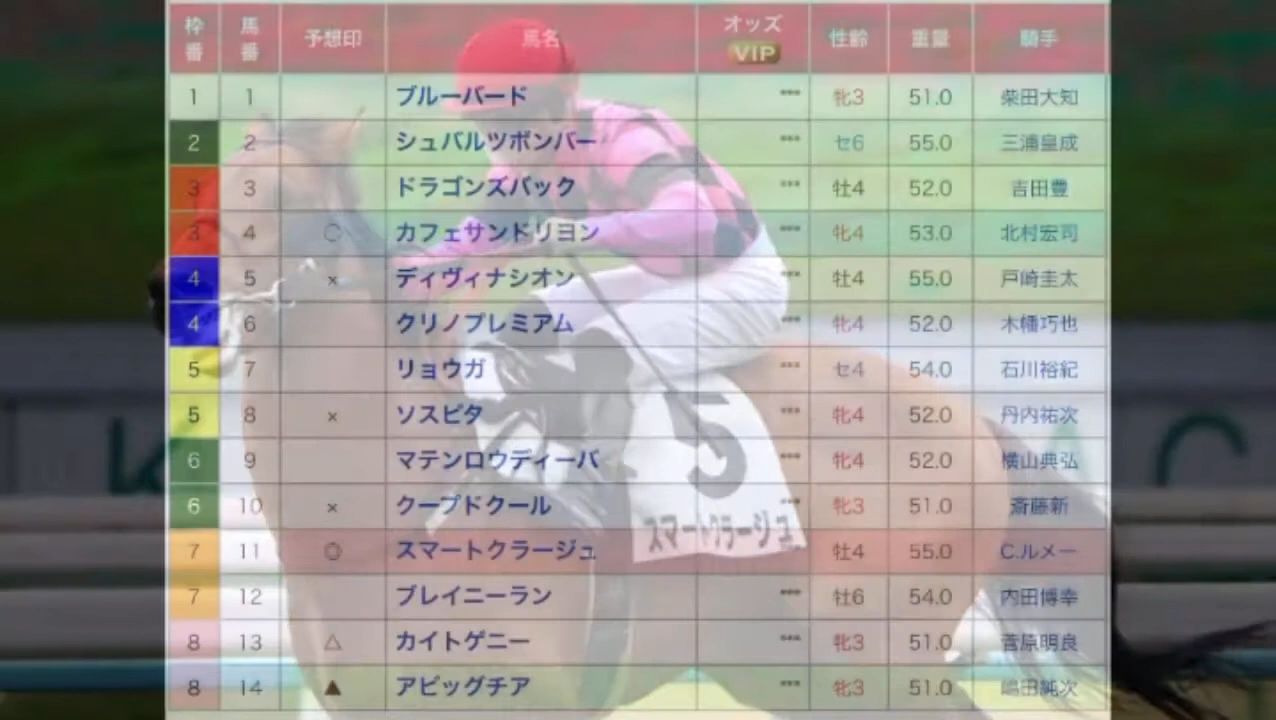 枠番 馬番 予想印 馬名 オッズ VIP 性齢 重量 騎手
1 1 ブルーバード *** 牝3 51.0 柴田大知
2 2 シュバルツボンバー *** セ6 55.0 三浦皇成
3 3 ドラゴンズバック *** 牡4 52.0 吉田豊
3 4 ○ カフェサンドリヨン *** 牝4 53.0 北村宏司
4 5 × ディヴィナシオン *** 牡4 55.0 戸崎圭太
4 6 クリノプレミアム *** 牝4 52.0 木幡巧也
5 7 リョウガ *** セ4 54.0 石川裕紀
5 8 × ソスピタ *** 牝4 52.0 丹内祐次
6 9 マテンロウディーバ *** 牝4 52.0 横山典弘
6 10 × クープドクール *** 牝3 51.0 斎藤新
7 11 ◎ スマートクラージュ 牡4 55.0 C.ルメー
7 12 ブレイニーラン *** 牡6 54.0 内田博幸
8 13 △ カイトゲニー *** 牝3 51.0 菅原明良
8 14 ▲ アビッグチア *** 牝3 51.0 嶋田純次
5
スマートクラージュ